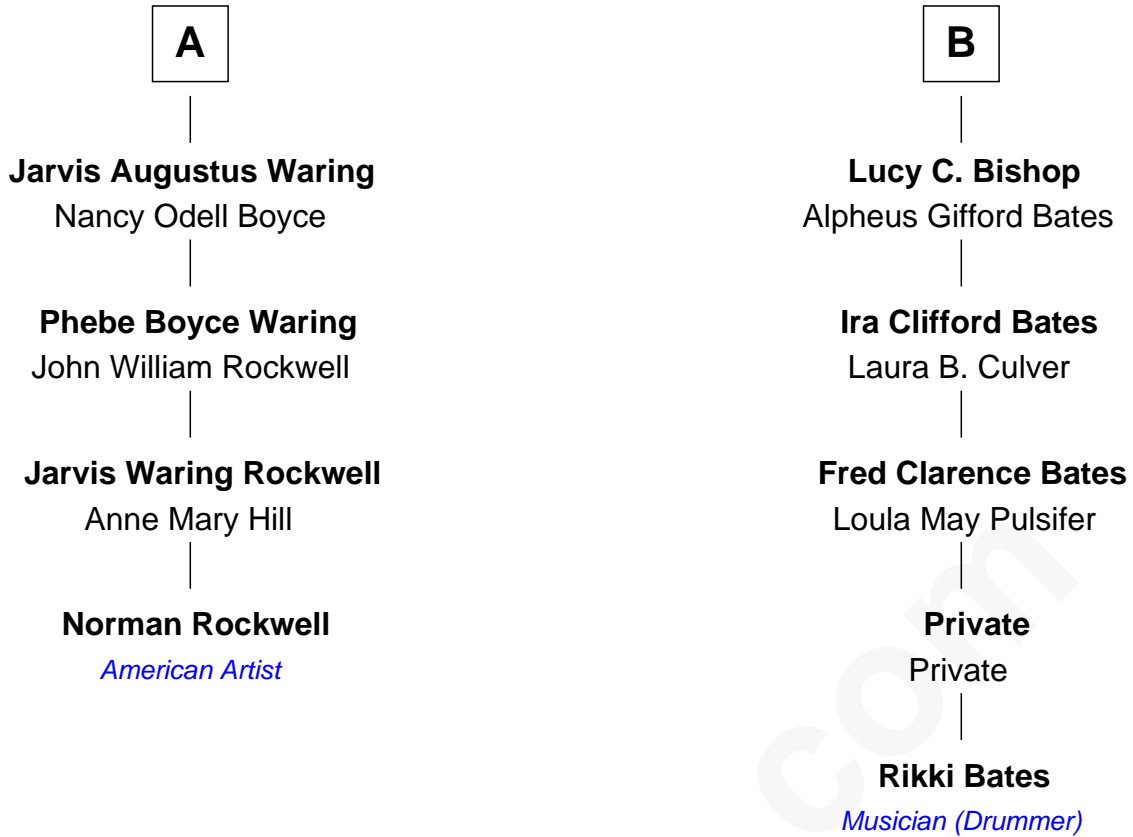 A
Jarvis Augustus Waring
Nancy Odell Boyce
Phebe Boyce Waring
John William Rockwell
Jarvis Waring Rockwell
Anne Mary Hill
Norman Rockwell
American Artist
B
Lucy C. Bishop
Alpheus Gifford Bates
Ira Clifford Bates
Laura B. Culver
Fred Clarence Bates
Loula May Pulsifer
Private
Private
Rikki Bates
Musician (Drummer)
com